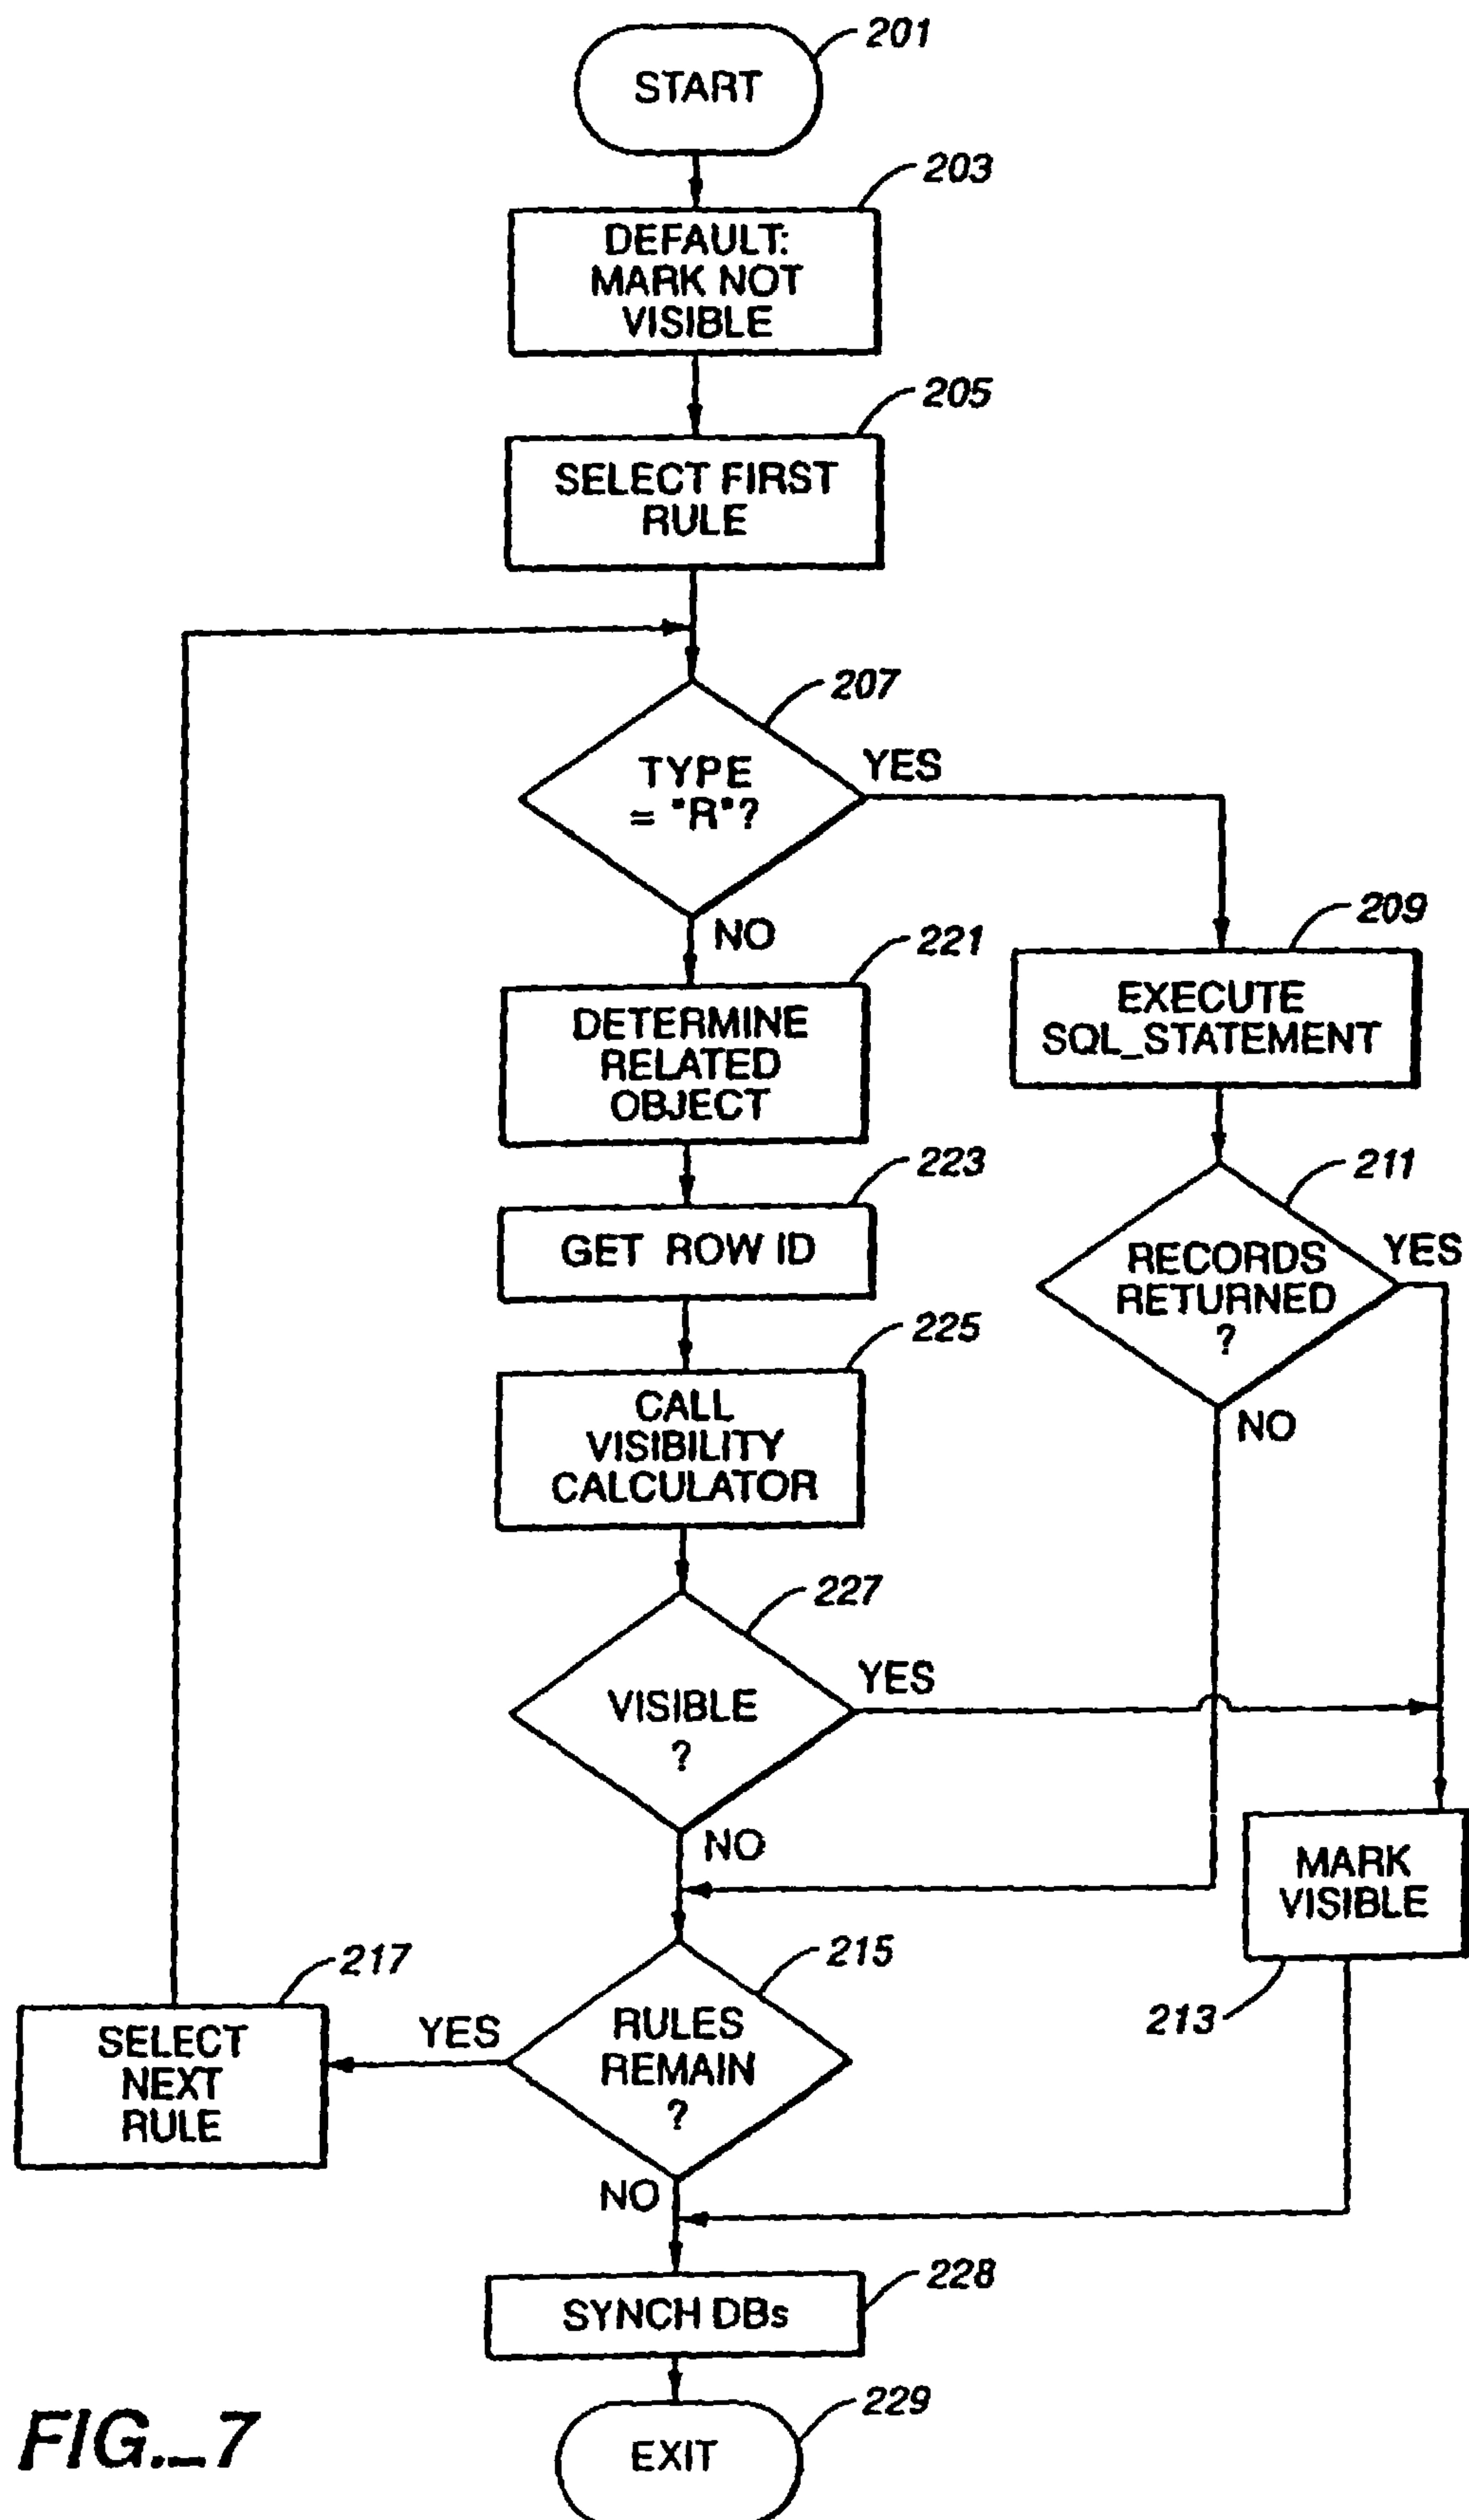 201
START
203
DEFAULT:
MARK NOT
VISIBLE
205
SELECT FIRST
RULE
207
TYPE
= "R"?
YES
NO
209
EXECUTE
SQL_STATEMENT
221
DETERMINE
RELATED
OBJECT
211
RECORDS
RETURNED
?
YES
NO
223
GET ROW ID
225
CALL
VISIBILITY
CALCULATOR
227
VISIBLE
?
YES
NO
MARK
VISIBLE
213
215
RULES
REMAIN
?
YES
NO
217
SELECT
NEXT
RULE
228
SYNCH DBs
229
EXIT
FIG._7